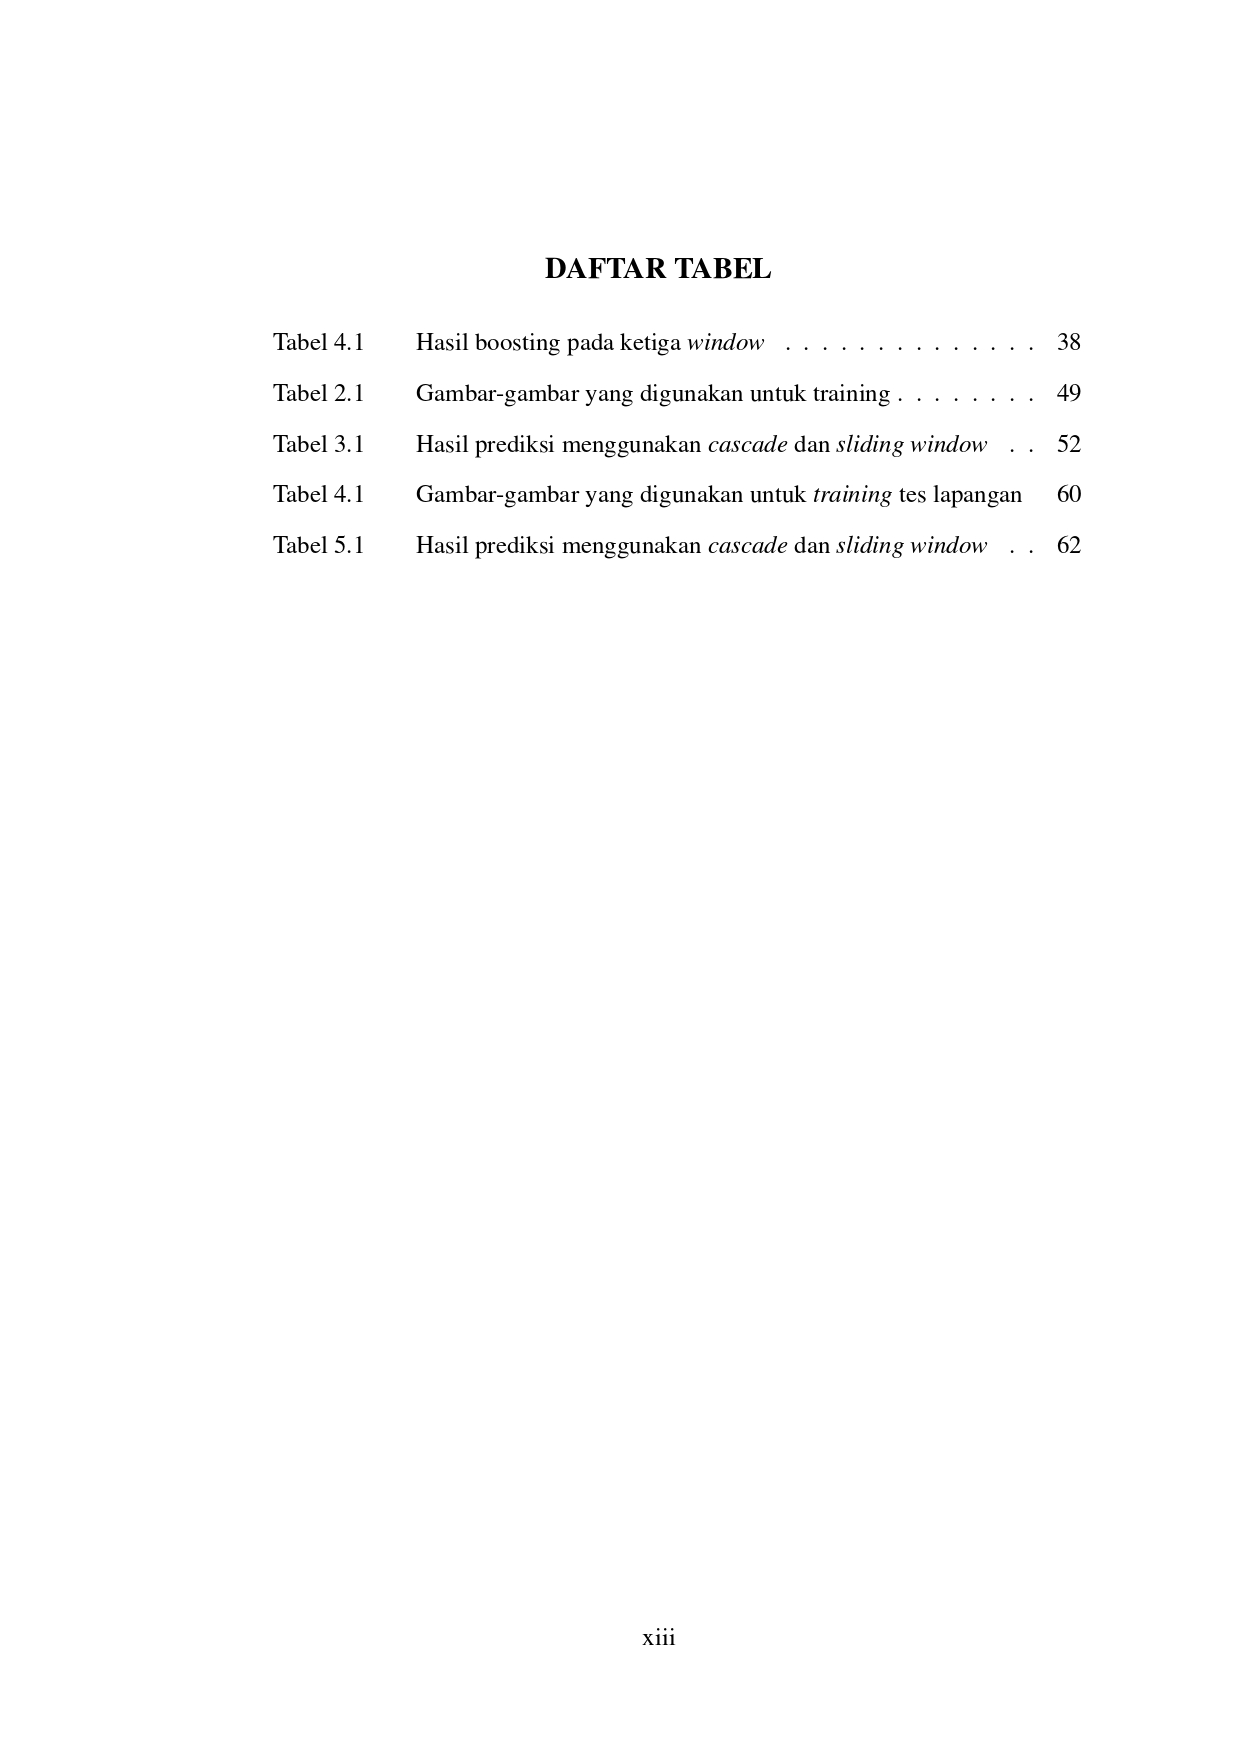 DAFTAR TABEL
Tabel 4.1 Hasil boosting pada ketiga window . . . . . . . . . . . . . . 38
Tabel 2.1 Gambar-gambar yang digunakan untuk training . . . . . . . . 49
Tabel 3.1 Hasil prediksi menggunakan cascade dan sliding window . . 52
Tabel 4.1 Gambar-gambar yang digunakan untuk training tes lapangan 60
Tabel 5.1 Hasil prediksi menggunakan cascade dan sliding window . . 62
xiii